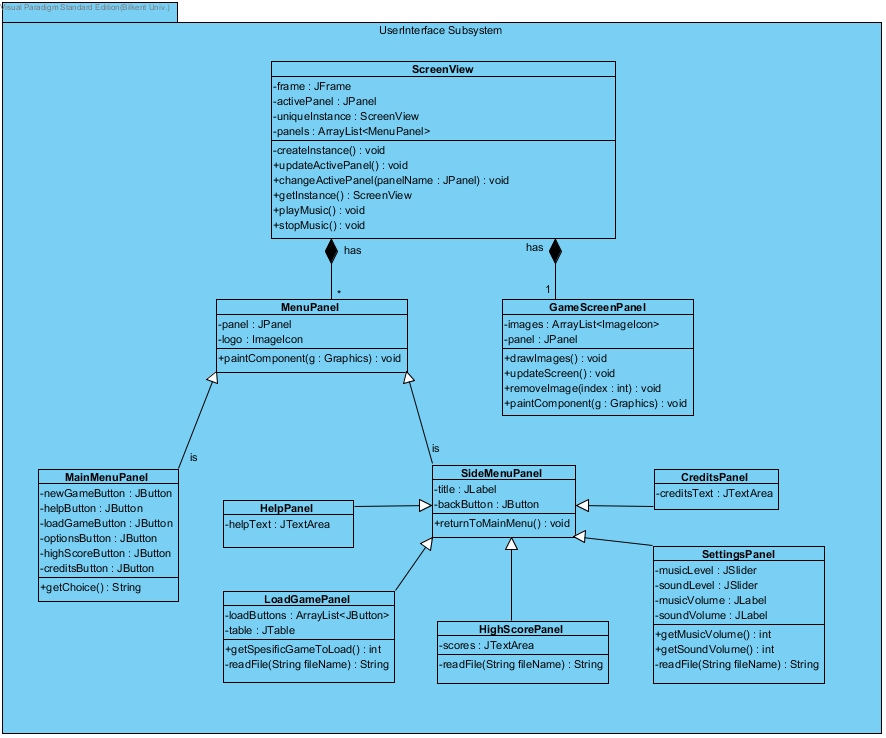 Visual Paradigm Standard Edition(Bilkent Univ.)
UserInterface Subsystem
ScreenView
-frame : JFrame
-activePanel : JPanel
-uniqueInstance : ScreenView
-panels : ArrayList<MenuPanel>
-createInstance() : void
+updateActivePanel() : void
+changeActivePanel(panelName : JPanel) : void
+getInstance() : ScreenView
+playMusic() : void
+stopMusic() : void
has
has
*
1
MenuPanel
-panel : JPanel
-logo : ImageIcon
+paintComponent(g : Graphics) : void
GameScreenPanel
-images : ArrayList<ImageIcon>
-panel : JPanel
+drawImages() : void
+updateScreen() : void
+removeImage(index : int) : void
+paintComponent(g : Graphics) : void
is
is
MainMenuPanel
-newGameButton : JButton
-helpButton : JButton
-loadGameButton : JButton
-optionsButton : JButton
-highScoreButton : JButton
-creditsButton : JButton
+getChoice() : String
HelpPanel
-helpText : JTextArea
SideMenuPanel
-title : JLabel
-backButton : JButton
+returnToMainMenu() : void
CreditsPanel
-creditsText : JTextArea
LoadGamePanel
-loadButtons : ArrayList<JButton>
-table : JTable
+getSpesificGameToLoad() : int
-readFile(String fileName) : String
HighScorePanel
-scores : JTextArea
-readFile(String fileName) : String
SettingsPanel
-musicLevel : JSlider
-soundLevel : JSlider
-musicVolume : JLabel
-soundVolume : JLabel
+getMusicVolume() : int
+getSoundVolume() : int
-readFile(String fileName) : String